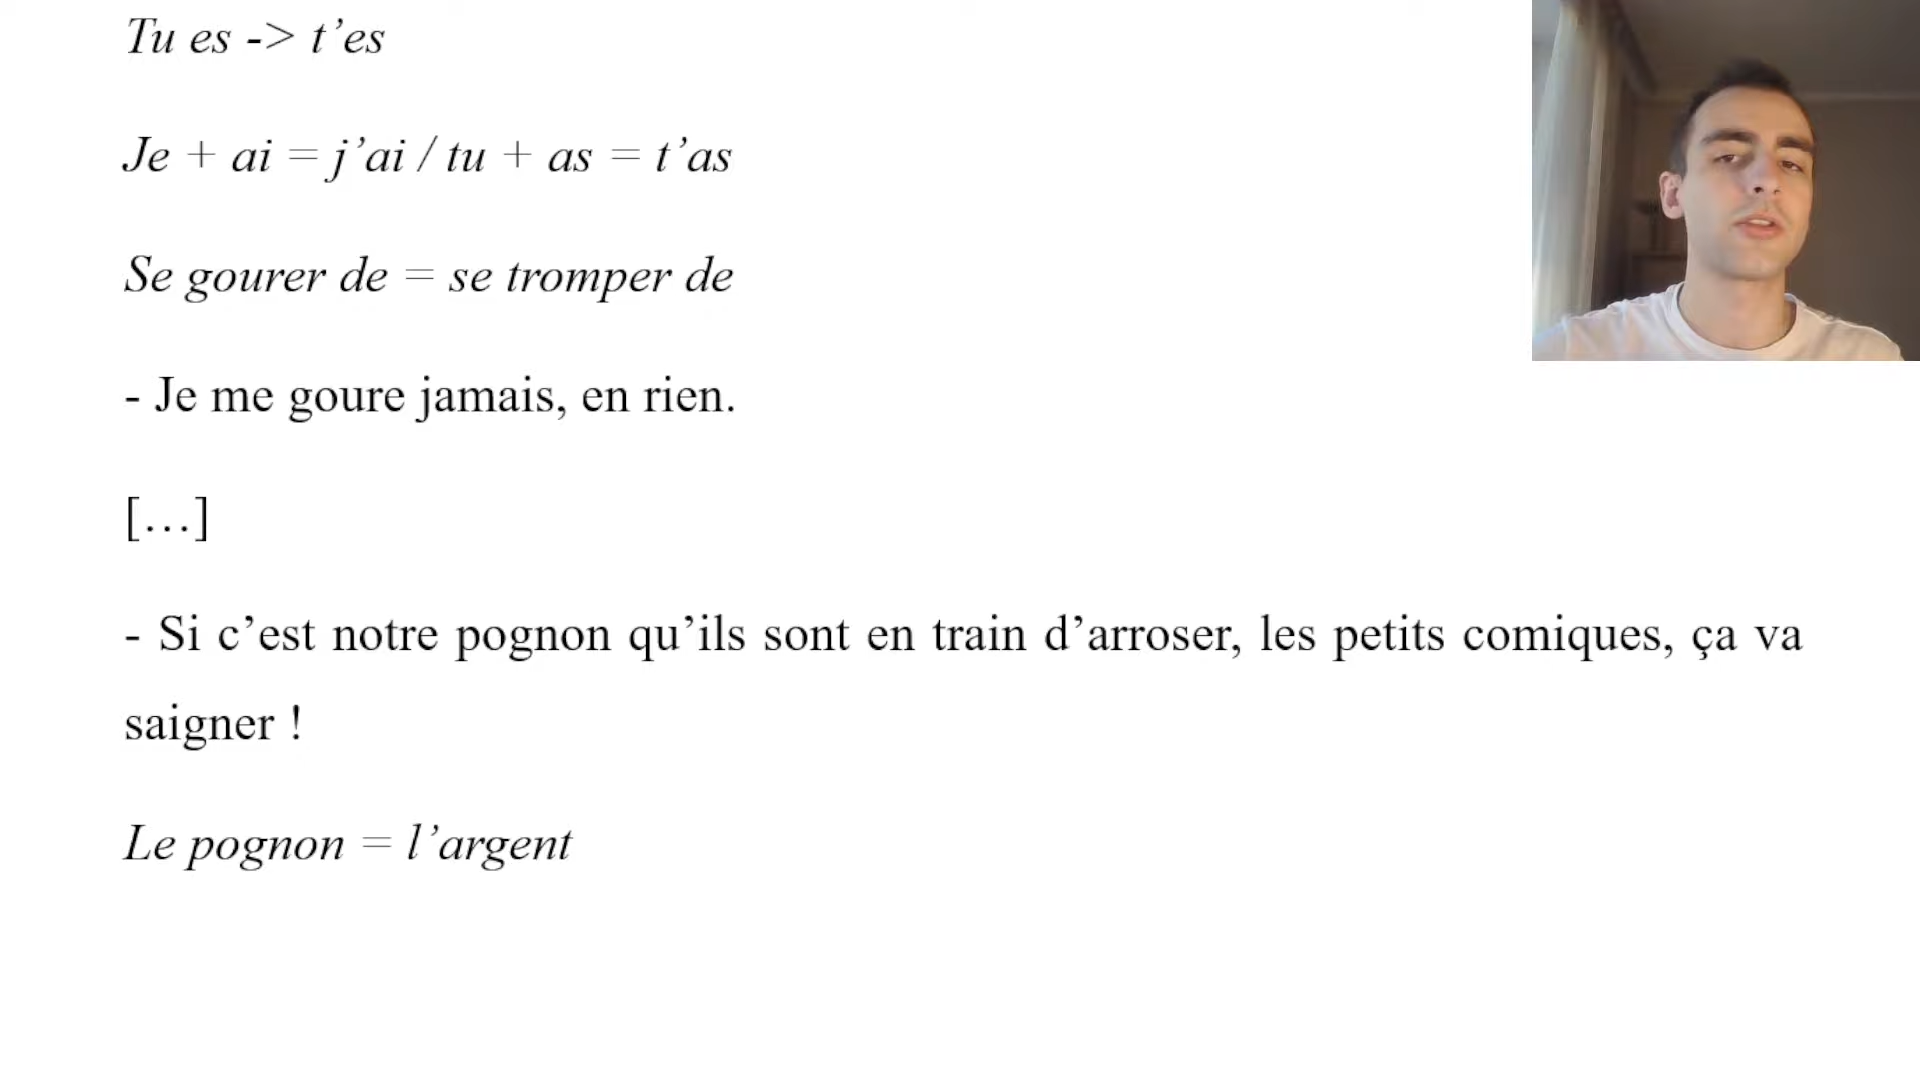 Tu es -> t’es
Je + ai = j’ai / tu + as = t’as
Se gourer de = se tromper de
- Je me goure jamais, en rien.
[…]
- Si c’est notre pognon qu’ils sont en train d’arroser, les petits comiques, ça va
saigner !
Le pognon = l’argent